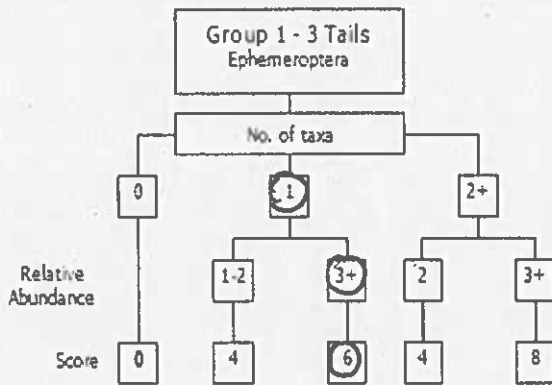 Group 1 - 3 Tails
Ephemeroptera
No. of taxa
0 1 2+
Relative
Abundance
1-2 3+ 2 3+
Score 0 4 6 4 8